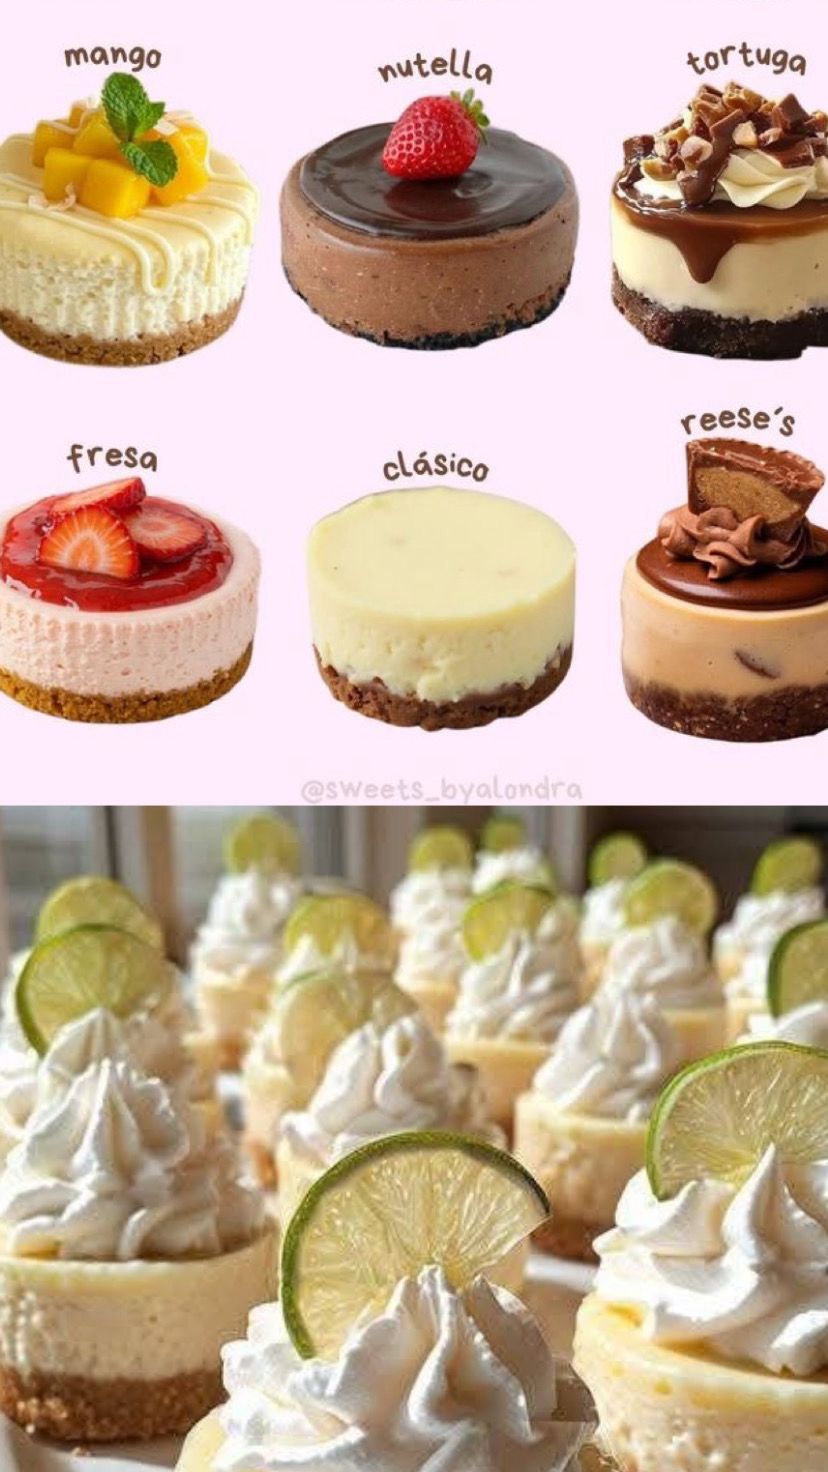 mango
nutella
tortuga
fresa
clásico
reese's
@sweets_byalondra